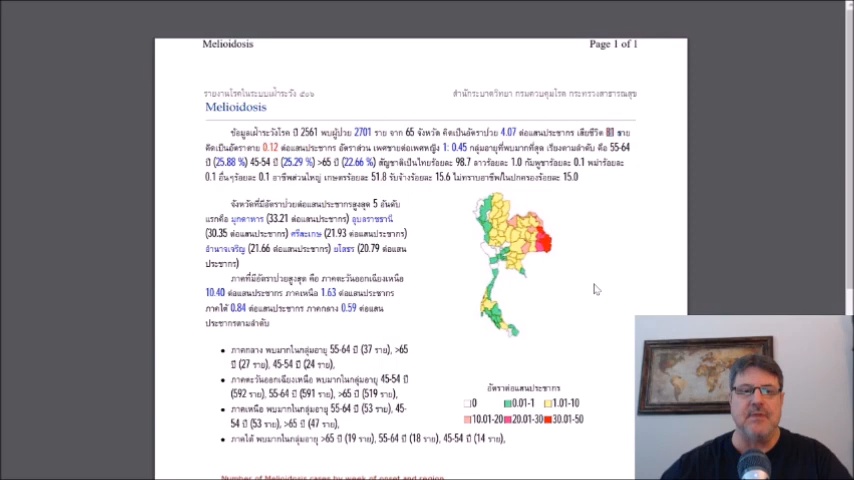 Melioidosis Page 1 of 1
รายงานโรคในระบบเฝ้าระวัง ๕๐๖ สำนักระบาดวิทยา กรมควบคุมโรค กระทรวงสาธารณสุข
Melioidosis
ข้อมูลเฝ้าระวังโรค ปี 2561 พบผู้ป่วย 2701 ราย จาก 65 จังหวัด คิดเป็นอัตราป่วย 4.07 ต่อแสนประชากร เสียชีวิต 81 ราย
คิดเป็นอัตราตาย 0.12 ต่อแสนประชากร อัตราส่วน เพศชายต่อเพศหญิง 1: 0.45 กลุ่มอายุที่พบมากที่สุด เรียงตามลำดับ คือ 55-64
ปี (25.88 %) 45-54 ปี (25.29 %) >65 ปี (22.66 %) สัญชาติเป็นไทยร้อยละ 98.7 ลาวร้อยละ 1.0 กัมพูชาร้อยละ 0.1 พม่าร้อยละ
0.1 อื่นๆร้อยละ 0.1 อาชีพส่วนใหญ่ เกษตรร้อยละ 51.8 รับจ้างร้อยละ 15.6 ไม่ทราบอาชีพ/ในปกครองร้อยละ 15.0
จังหวัดที่มีอัตราป่วยต่อแสนประชากรสูงสุด 5 อันดับ
แรกคือ มุกดาหาร (33.21 ต่อแสนประชากร) อุบลราชธานี
(30.35 ต่อแสนประชากร) ศรีสะเกษ (21.93 ต่อแสนประชากร)
อำนาจเจริญ (21.66 ต่อแสนประชากร) ยโสธร (20.79 ต่อแสน
ประชากร)
ภาคที่มีอัตราป่วยสูงสุด คือ ภาคตะวันออกเฉียงเหนือ
10.40 ต่อแสนประชากร ภาคเหนือ 1.63 ต่อแสนประชากร
ภาคใต้ 0.84 ต่อแสนประชากร ภาคกลาง 0.59 ต่อแสน
ประชากรตามลำดับ
• ภาคกลาง พบมากในกลุ่มอายุ 55-64 ปี (37 ราย), >65
ปี (27 ราย), 45-54 ปี (24 ราย),
• ภาคตะวันออกเฉียงเหนือ พบมากในกลุ่มอายุ 45-54 ปี
(592 ราย), 55-64 ปี (591 ราย), >65 ปี (519 ราย),
• ภาคเหนือ พบมากในกลุ่มอายุ 55-64 ปี (53 ราย), 45-
54 ปี (53 ราย), >65 ปี (47 ราย),
• ภาคใต้ พบมากในกลุ่มอายุ >65 ปี (19 ราย), 55-64 ปี (18 ราย), 45-54 ปี (14 ราย),
อัตราต่อแสนประชากร
0 0.01-1 1.01-10
10.01-20 20.01-30 30.01-50
Number of Melioidosis cases by week of onset and region